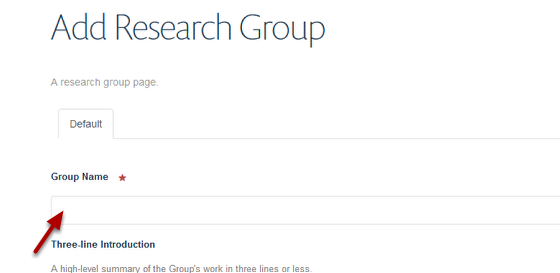 Add Research Group
A research group page.
Default
Group Name
Three-line Introduction
A high-level summary of the Group's work in three lines or less.